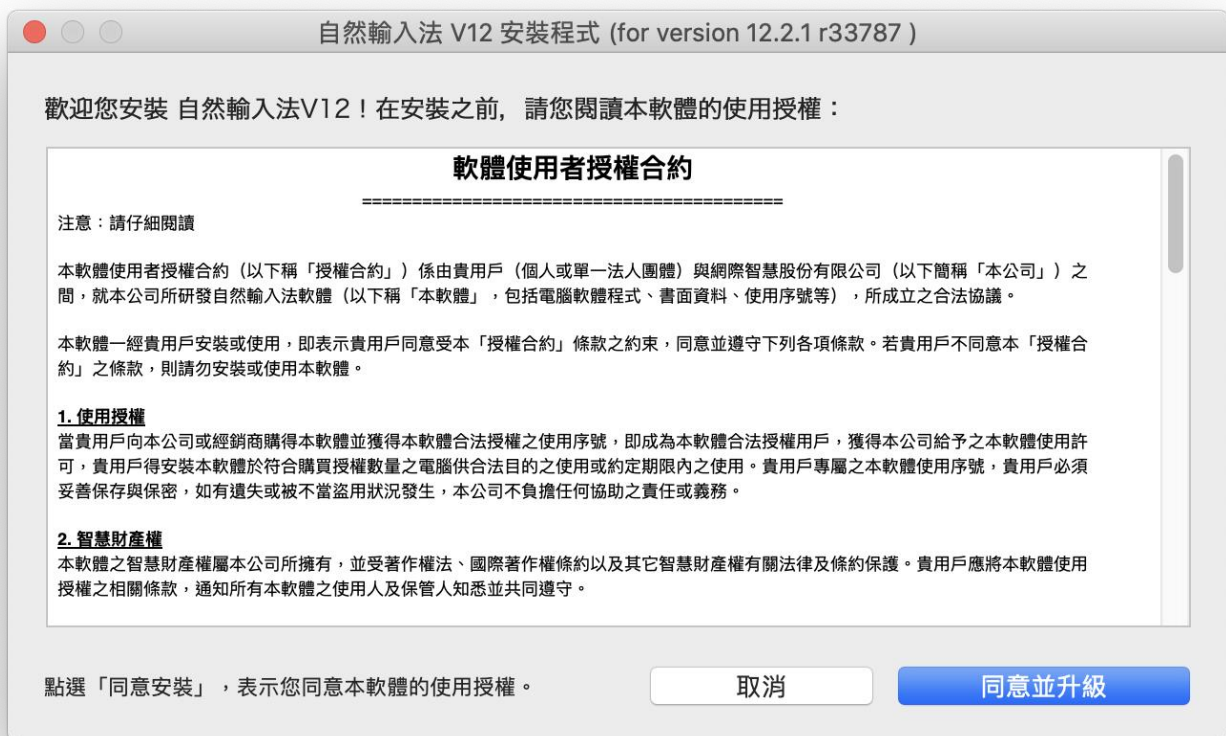 自然輸入法 V12 安裝程式 (for version 12.2.1 r33787 )
歡迎您安裝 自然輸入法V12！在安裝之前，請您閱讀本軟體的使用授權：
軟體使用者授權合約
==========================================
注意：請仔細閱讀
本軟體使用者授權合約（以下稱「授權合約」）係由貴用戶（個人或單一法人團體）與網際智慧股份有限公司（以下簡稱「本公司」）之
間，就本公司所研發自然輸入法軟體（以下稱「本軟體」，包括電腦軟體程式、書面資料、使用序號等），所成立之合法協議。
本軟體一經貴用戶安裝或使用，即表示貴用戶同意受本「授權合約」條款之約束，同意並遵守下列各項條款。若貴用戶不同意本「授權合
約」之條款，則請勿安裝或使用本軟體。
1. 使用授權
當貴用戶向本公司或經銷商購得本軟體並獲得本軟體合法授權之使用序號，即成為本軟體合法授權用戶，獲得本公司給予之本軟體使用許
可，貴用戶得安裝本軟體於符合購買授權數量之電腦供合法目的之使用或約定期限內之使用。貴用戶專屬之本軟體使用序號，貴用戶必須
妥善保存與保密，如有遺失或被不當盜用狀況發生，本公司不負擔任何協助之責任或義務。
2. 智慧財產權
本軟體之智慧財產權屬本公司所擁有，並受著作權法、國際著作權條約以及其它智慧財產權有關法律及條約保護。貴用戶應將本軟體使用
授權之相關條款，通知所有本軟體之使用人及保管人知悉並共同遵守。
點選「同意安裝」，表示您同意本軟體的使用授權。
取消
同意並升級